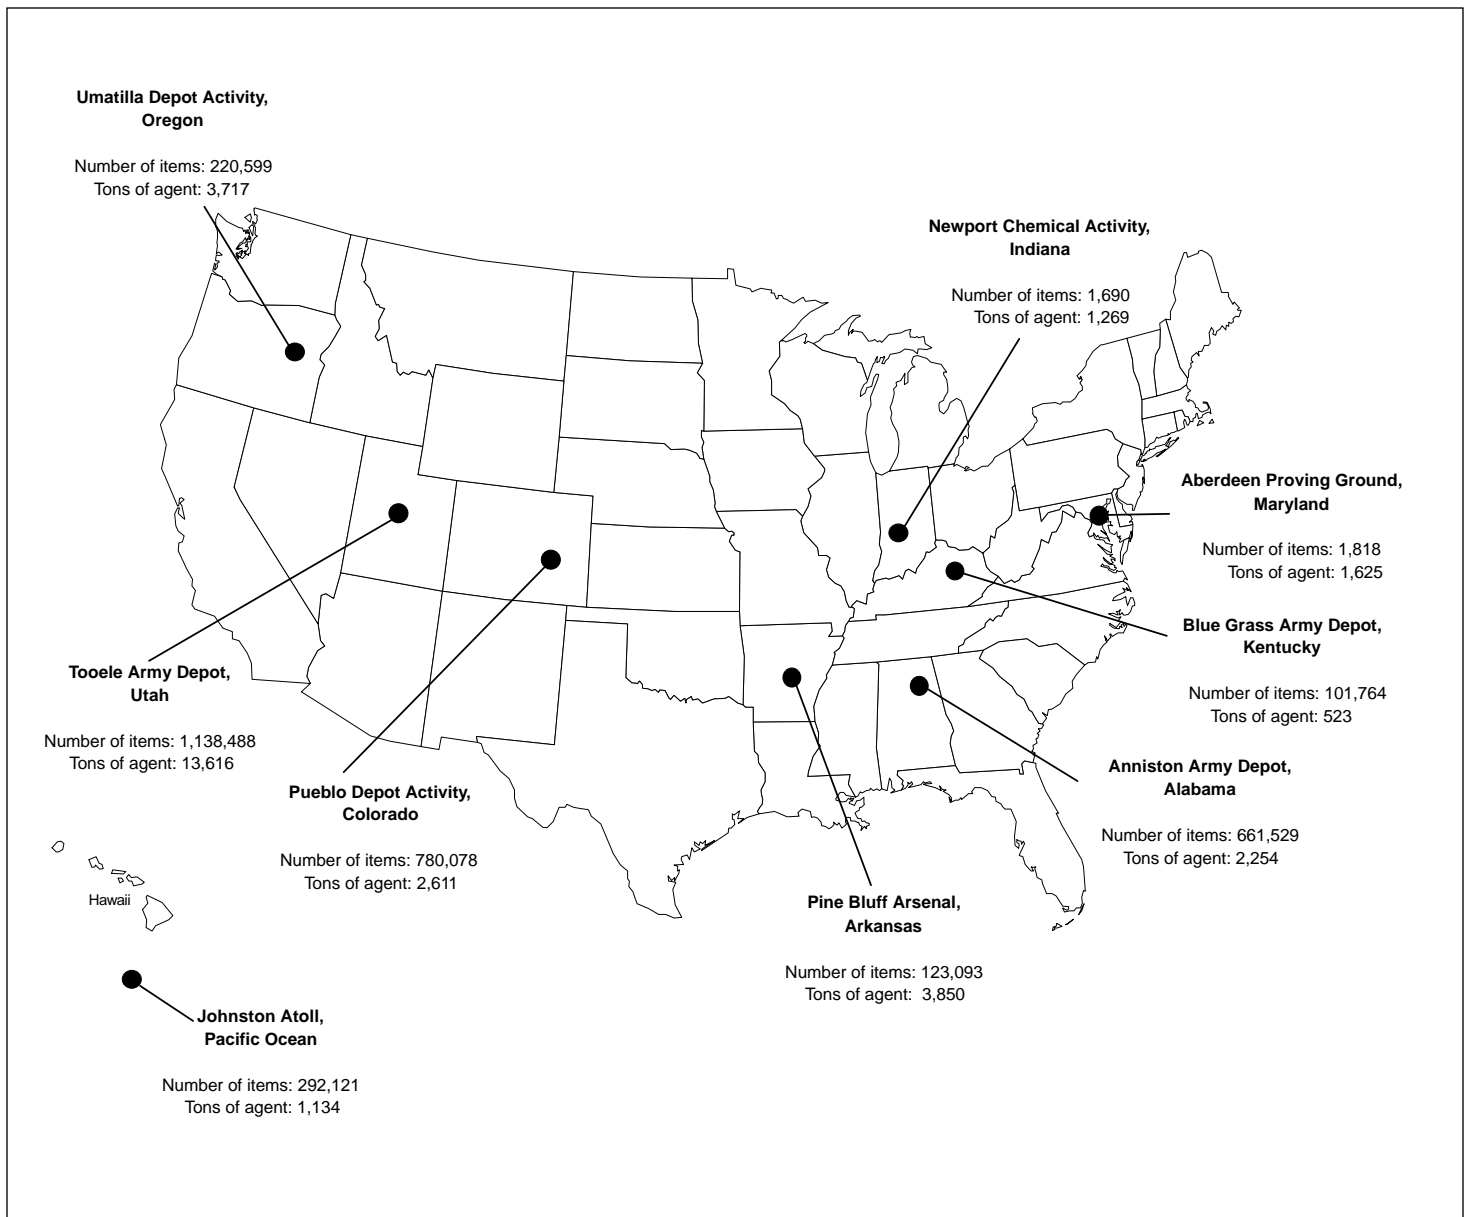 Umatilla Depot Activity,
Oregon
Number of items: 220,599
Tons of agent: 3,717
Newport Chemical Activity,
Indiana
Number of items: 1,690
Tons of agent: 1,269
Aberdeen Proving Ground,
Maryland
Number of items: 1,818
Tons of agent: 1,625
Blue Grass Army Depot,
Kentucky
Number of items: 101,764
Tons of agent: 523
Tooele Army Depot,
Utah
Number of items: 1,138,488
Tons of agent: 13,616
Pueblo Depot Activity,
Colorado
Number of items: 780,078
Tons of agent: 2,611
Anniston Army Depot,
Alabama
Number of items: 661,529
Tons of agent: 2,254
Pine Bluff Arsenal,
Arkansas
Number of items: 123,093
Tons of agent: 3,850
Hawaii
Johnston Atoll,
Pacific Ocean
Number of items: 292,121
Tons of agent: 1,134